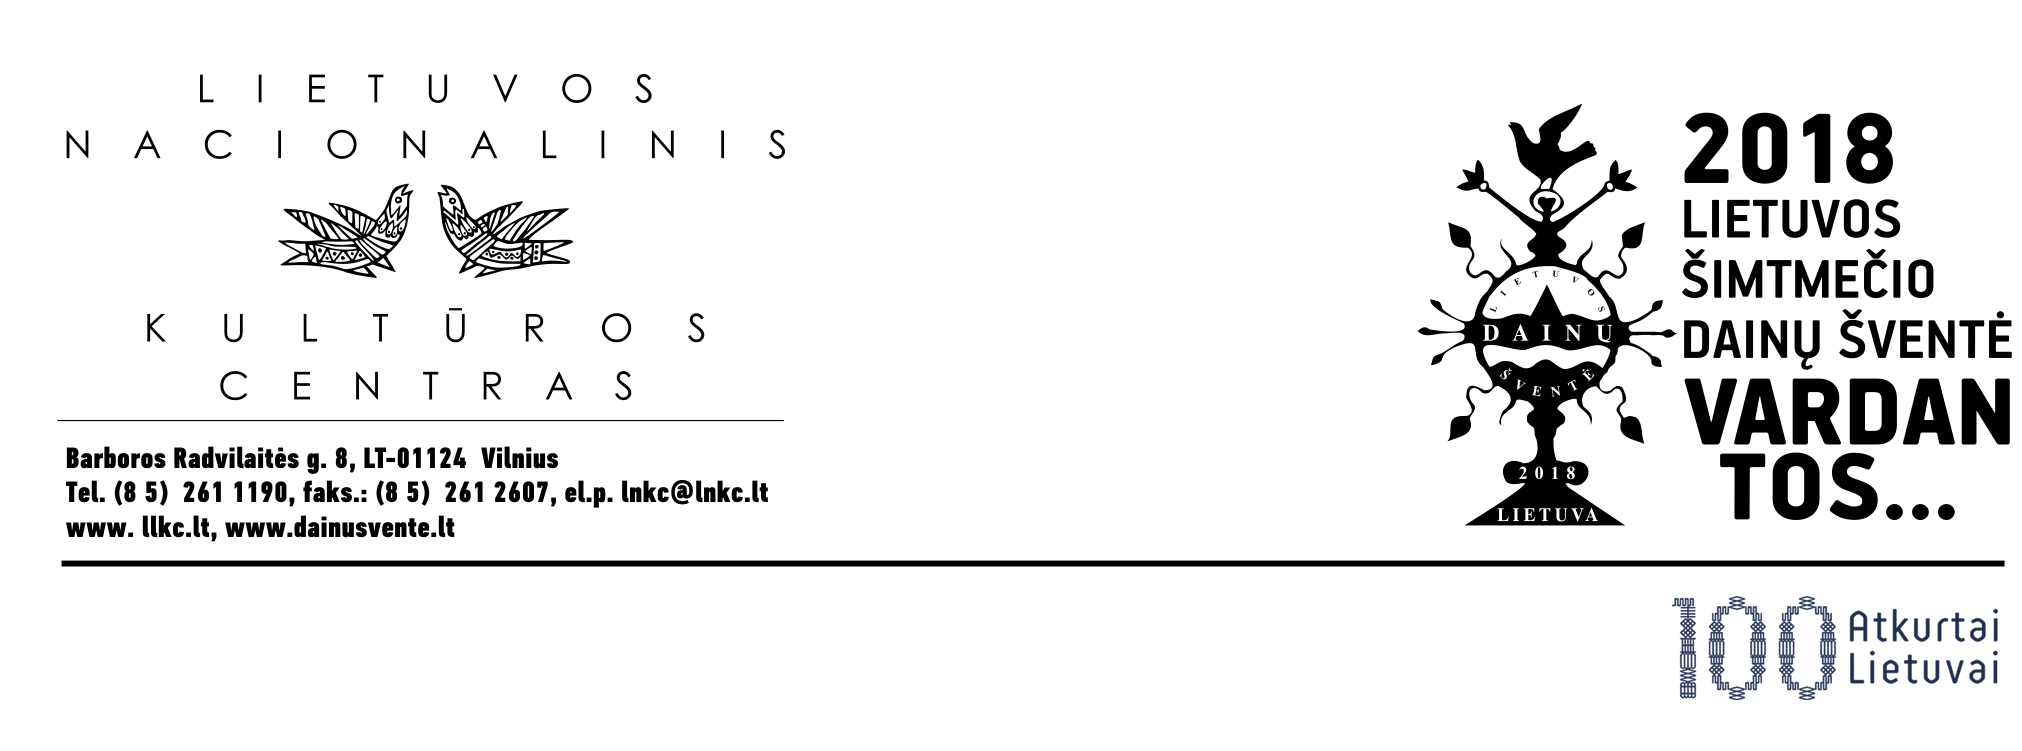 LIETUVOS
NACIONALINIS
KULTŪROS
CENTRAS
Barboros Radvilaitės g. 8, LT-01124 Vilnius
Tel. (8 5) 261 1190, faks.: (8 5) 261 2607, el.p. lnkc@lnkc.lt
www. llkc.lt, www.dainusvente.lt
LIETUVOS
DAINU
ŠVENTĖ
2018
LIETUVA
2018
LIETUVOS
ŠIMTMEČIO
DAINŲ ŠVENTĖ
VARDAN
TOS...
100
Atkurtai
Lietuvai